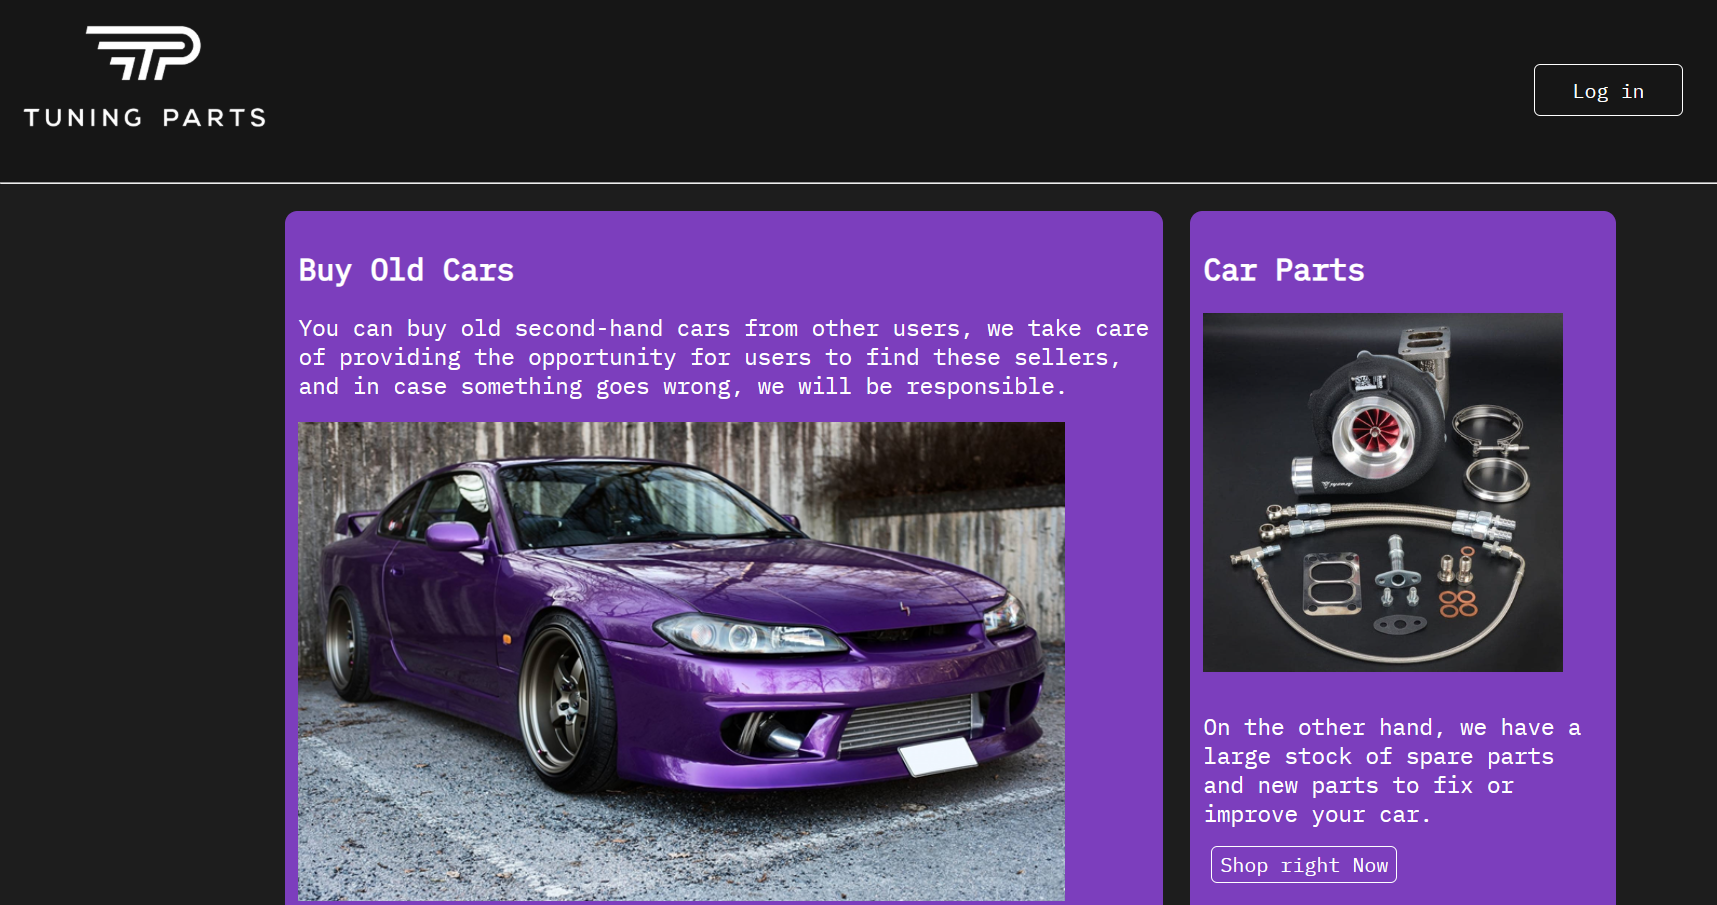 TUNING PARTS
Log in
Buy Old Cars
You can buy old second-hand cars from other users, we take care
of providing the opportunity for users to find these sellers,
and in case something goes wrong, we will be responsible.
Car Parts
On the other hand, we have a
large stock of spare parts
and new parts to fix or
improve your car.
Shop right Now